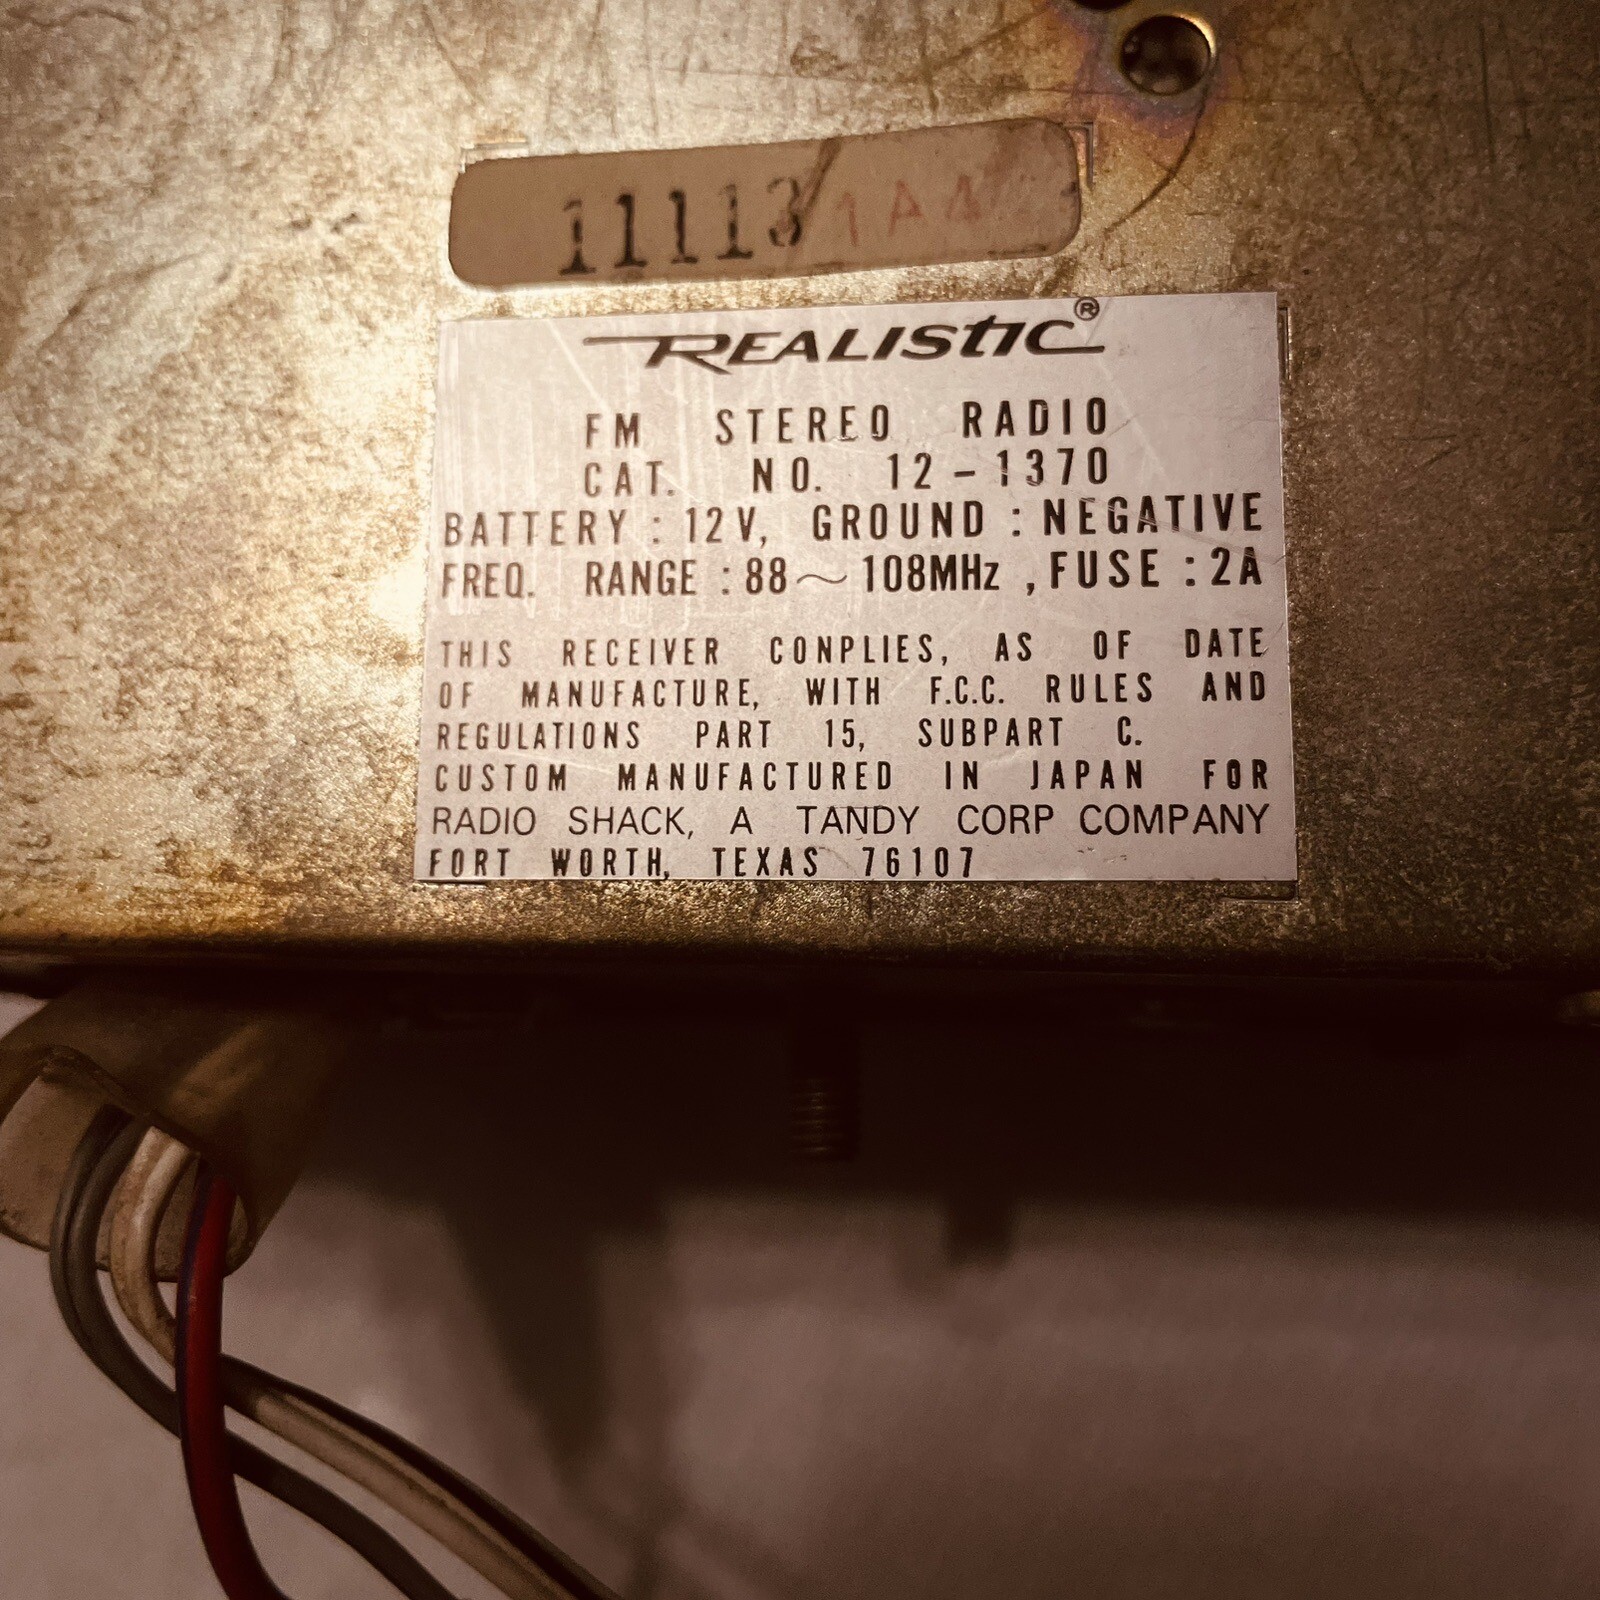 11113 1A4
REALISTIC®
FM STEREO RADIO
CAT. NO. 12-1370
BATTERY : 12V, GROUND : NEGATIVE
FREQ. RANGE : 88～108MHz , FUSE : 2A
THIS RECEIVER CONPLIES, AS OF DATE
OF MANUFACTURE, WITH F.C.C. RULES AND
REGULATIONS PART 15, SUBPART C.
CUSTOM MANUFACTURED IN JAPAN FOR
RADIO SHACK, A TANDY CORP COMPANY
FORT WORTH, TEXAS 76107